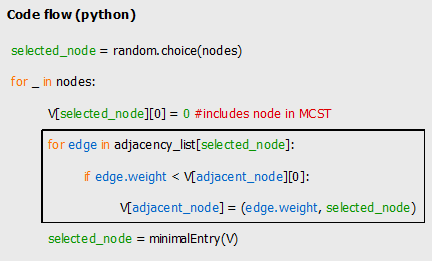 Code flow (python)
selected_node = random.choice(nodes)
for _ in nodes:
V[selected_node][0] = 0 #includes node in MCST
for edge in adjacency_list[selected_node]:
if edge.weight < V[adjacent_node][0]:
V[adjacent_node] = (edge.weight, selected_node)
selected_node = minimalEntry(V)